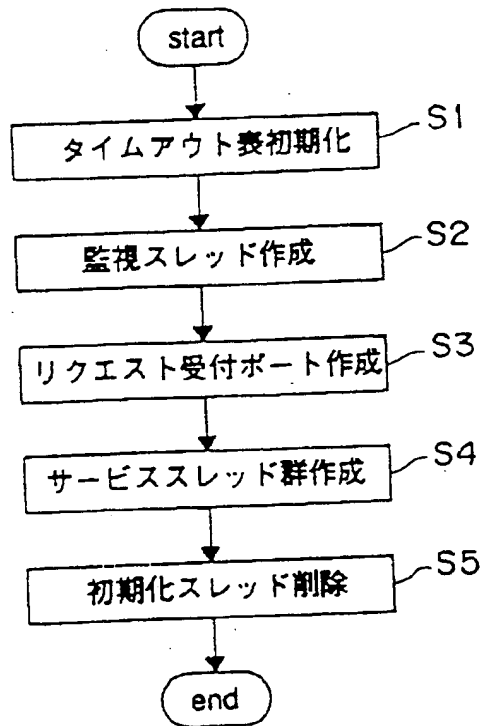 start
タイムアウト表初期化
S1
監視スレッド作成
S2
リクエスト受付ポート作成
S3
サービススレッド群作成
S4
初期化スレッド削除
S5
end